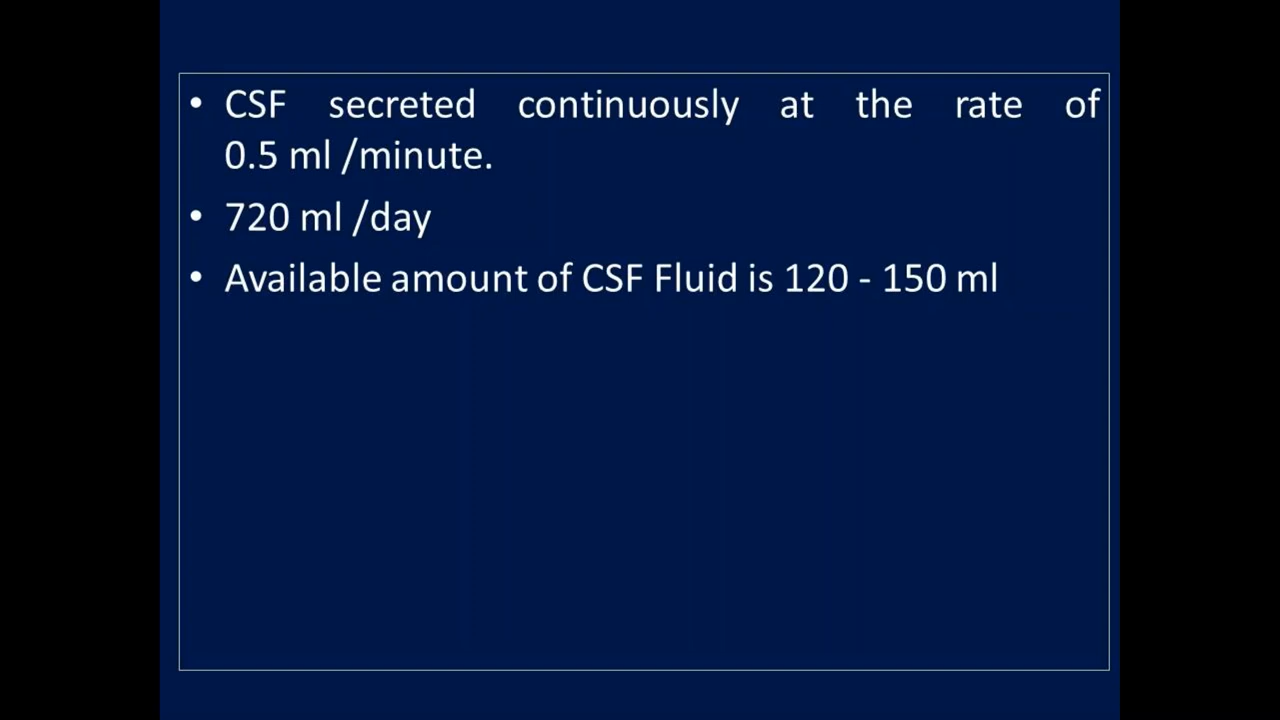 • CSF secreted continuously at the rate of
0.5 ml /minute.
• 720 ml /day
• Available amount of CSF Fluid is 120 - 150 ml